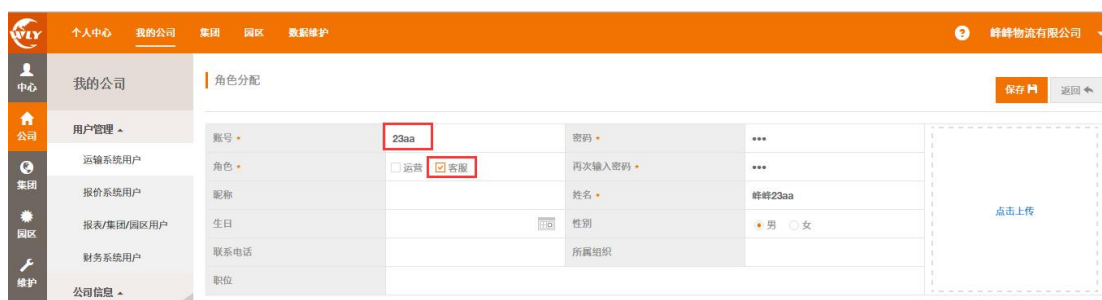 WLY 个人中心 我的公司 集团 园区 数据维护 ? 峰峰物流有限公司
中心 我的公司 角色分配 保存 返回
公司 用户管理
账号 • 23aa 密码 • •••
集团 运输系统用户 角色 • 运营 客服 再次输入密码 • •••
报价系统用户 昵称 姓名 • 峰峰23aa
园区 报表/集团/园区用户 生日 性别 男 女 点击上传
财务系统用户 联系电话 所属组织
维护 公司信息 职位